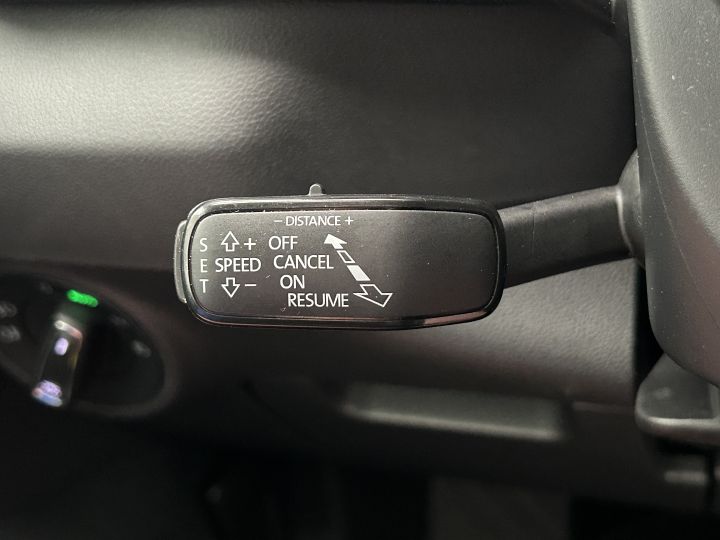 − DISTANCE +
S + OFF
E SPEED CANCEL
T − ON
RESUME